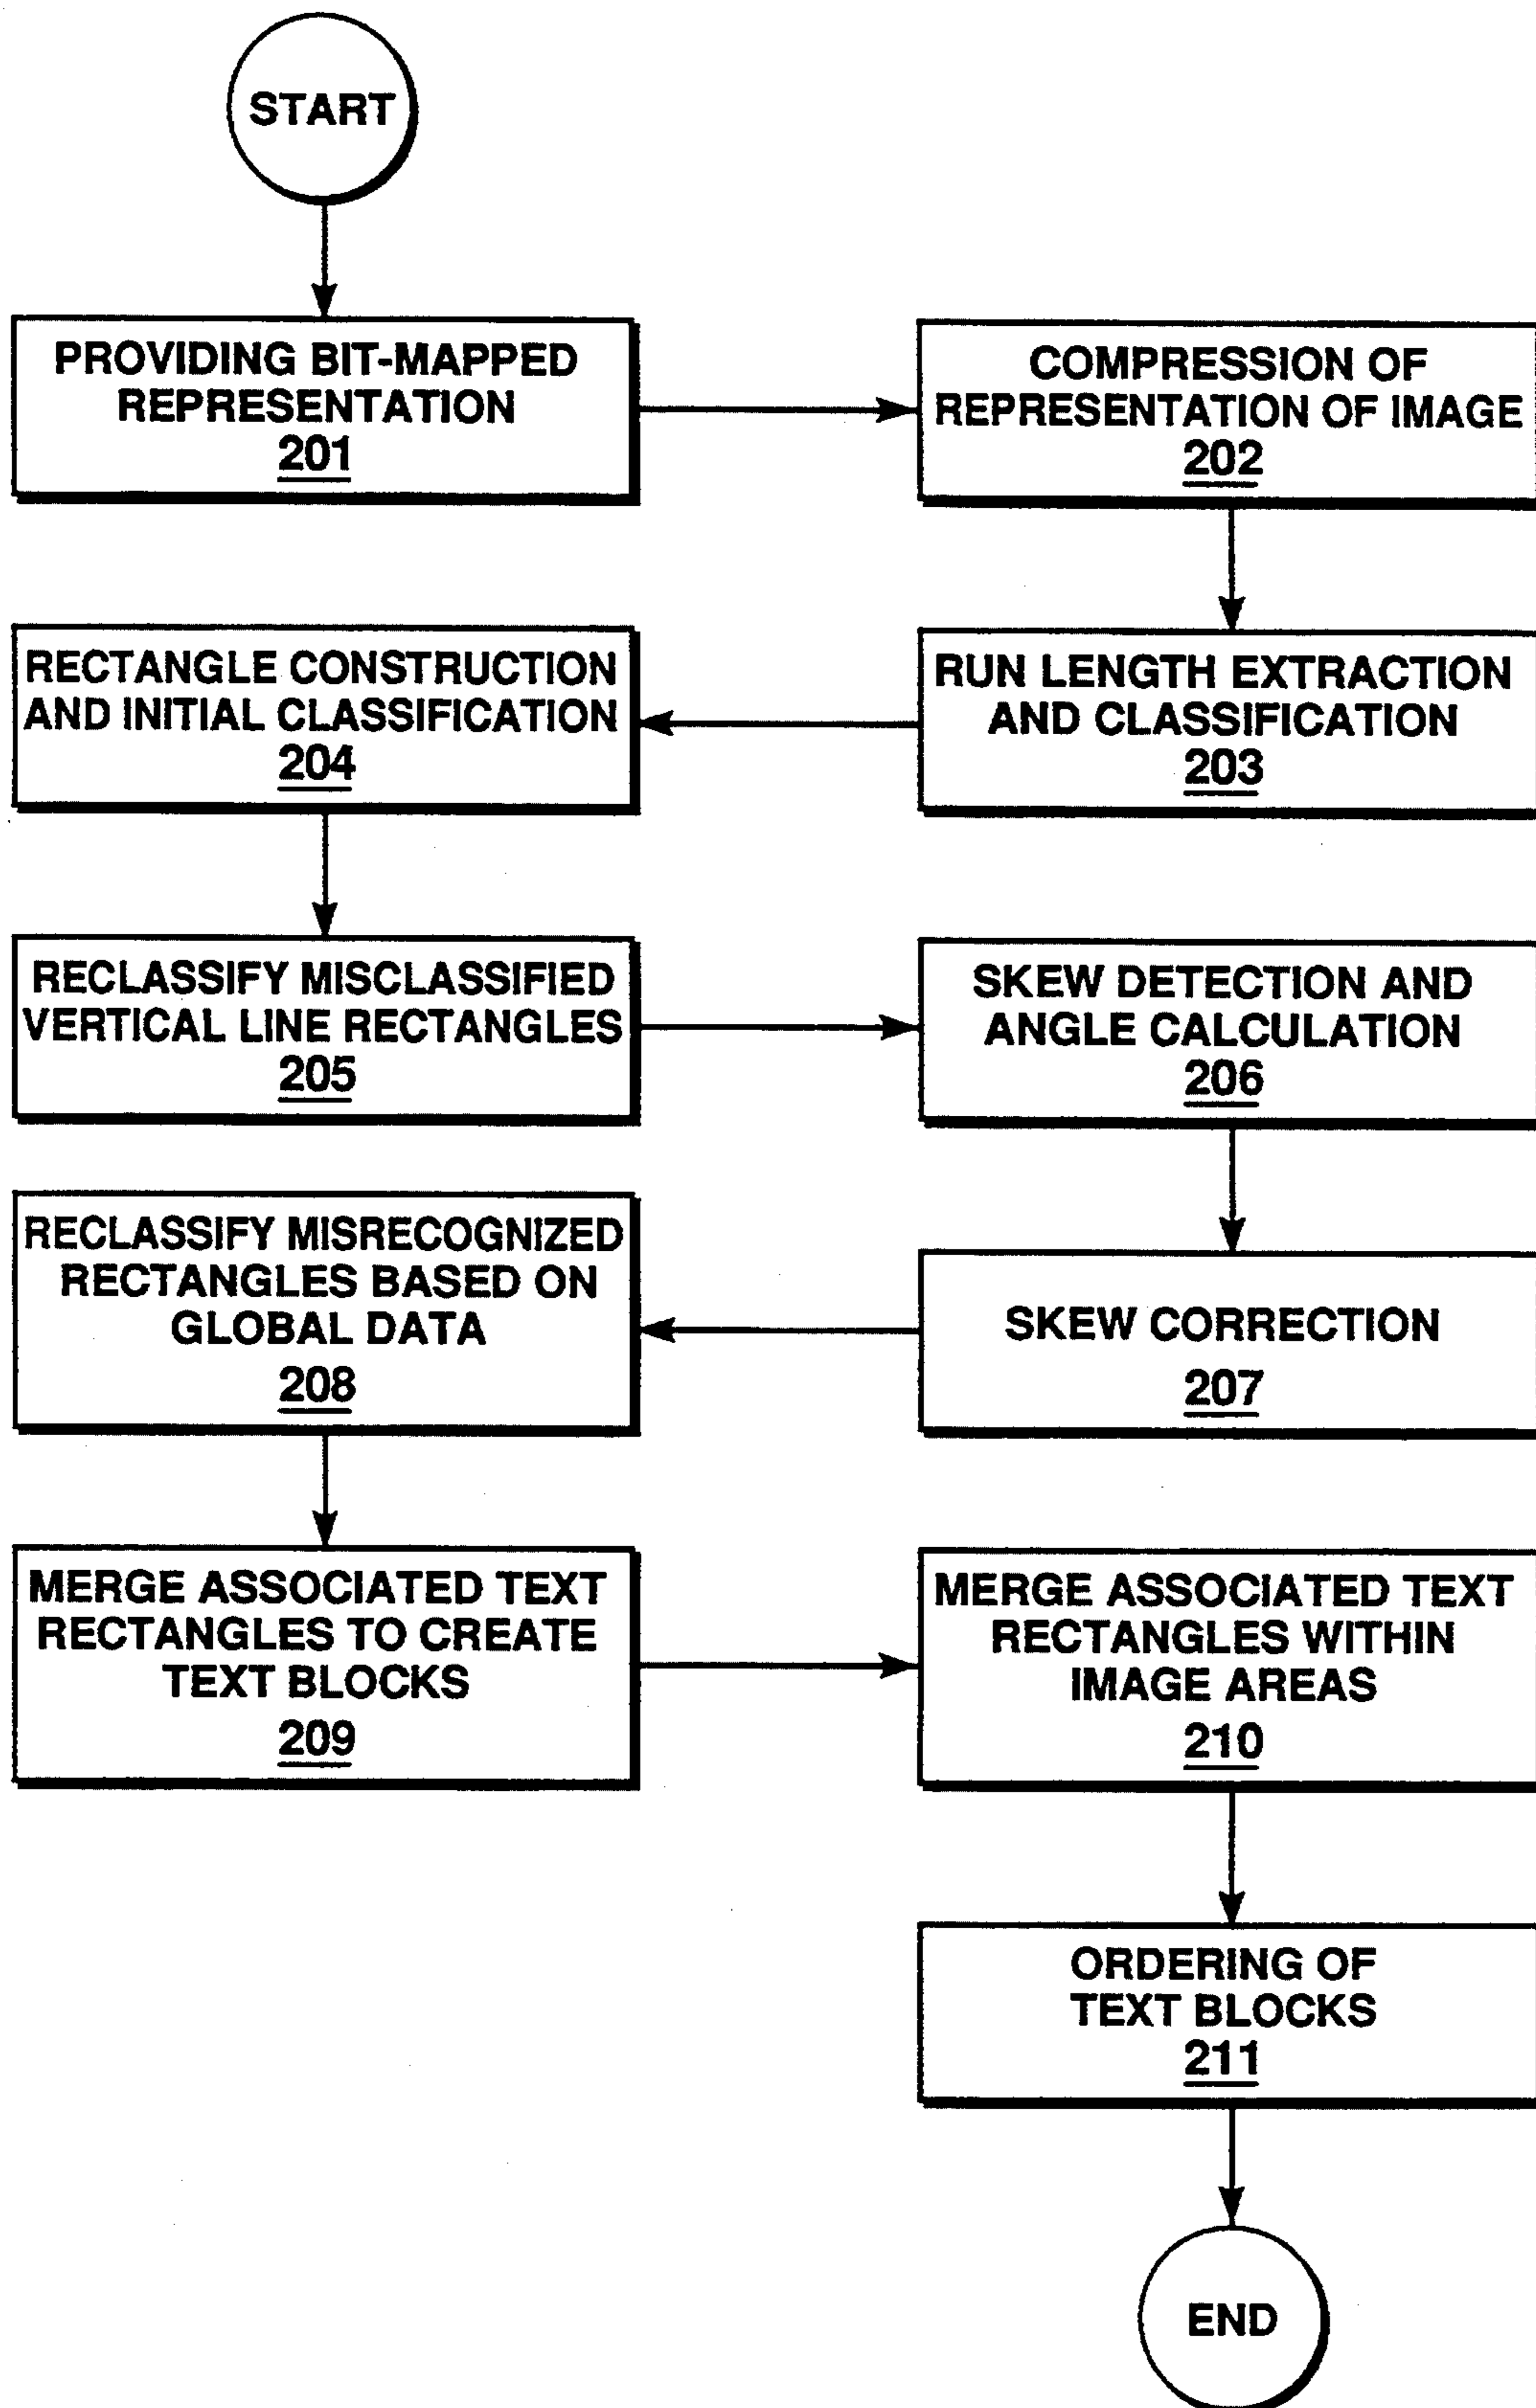 START
PROVIDING BIT-MAPPED
REPRESENTATION
201
COMPRESSION OF
REPRESENTATION OF IMAGE
202
RUN LENGTH EXTRACTION
AND CLASSIFICATION
203
RECTANGLE CONSTRUCTION
AND INITIAL CLASSIFICATION
204
RECLASSIFY MISCLASSIFIED
VERTICAL LINE RECTANGLES
205
SKEW DETECTION AND
ANGLE CALCULATION
206
SKEW CORRECTION
207
RECLASSIFY MISRECOGNIZED
RECTANGLES BASED ON
GLOBAL DATA
208
MERGE ASSOCIATED TEXT
RECTANGLES TO CREATE
TEXT BLOCKS
209
MERGE ASSOCIATED TEXT
RECTANGLES WITHIN
IMAGE AREAS
210
ORDERING OF
TEXT BLOCKS
211
END